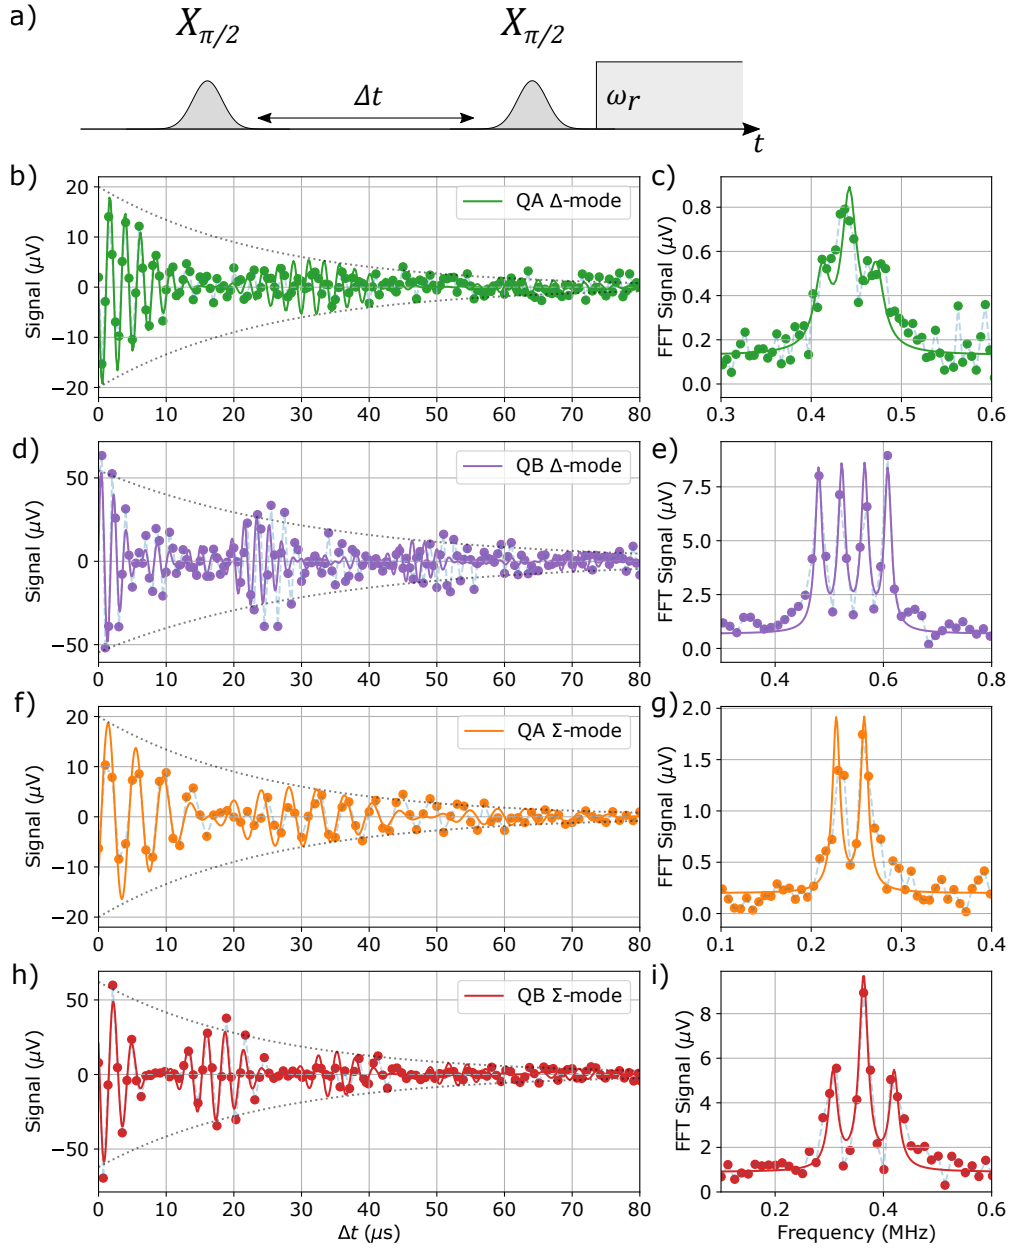 a)
X_{π/2}
X_{π/2}
Δt
ω_r
t
b)
Signal (μV)
20
10
0
−10
−20
QA Δ-mode
0 10 20 30 40 50 60 70 80
c)
FFT Signal (μV)
0.8
0.6
0.4
0.2
0.0
0.3 0.4 0.5 0.6
d)
Signal (μV)
50
0
−50
QB Δ-mode
0 10 20 30 40 50 60 70 80
e)
FFT Signal (μV)
7.5
5.0
2.5
0.0
0.4 0.6 0.8
f)
Signal (μV)
20
10
0
−10
−20
QA Σ-mode
0 10 20 30 40 50 60 70 80
g)
FFT Signal (μV)
2.0
1.5
1.0
0.5
0.0
0.1 0.2 0.3 0.4
h)
Signal (μV)
50
0
−50
QB Σ-mode
0 10 20 30 40 50 60 70 80
Δt (μs)
i)
FFT Signal (μV)
8
6
4
2
0
0.2 0.4 0.6
Frequency (MHz)